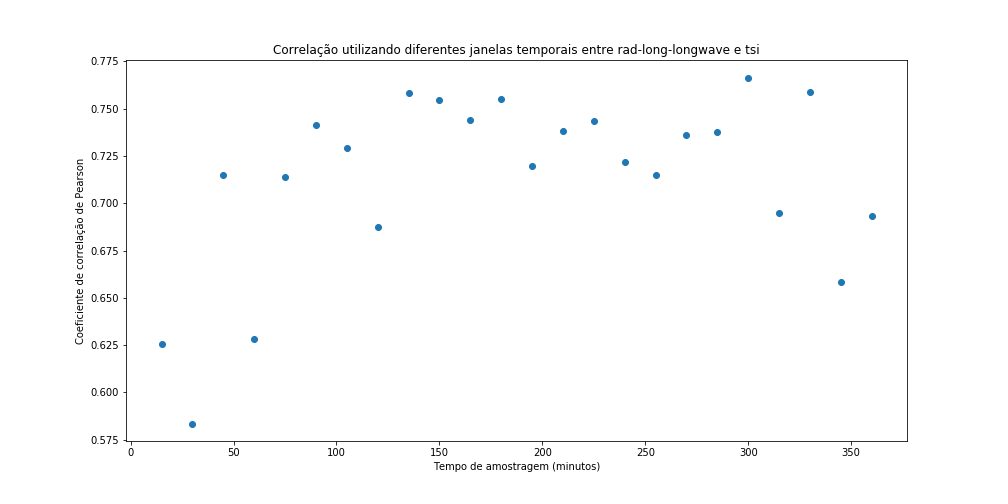 Correlação utilizando diferentes janelas temporais entre rad-long-longwave e tsi
Coeficiente de correlação de Pearson
0.775
0.750
0.725
0.700
0.675
0.650
0.625
0.600
0.575
0 50 100 150 200 250 300 350
Tempo de amostragem (minutos)